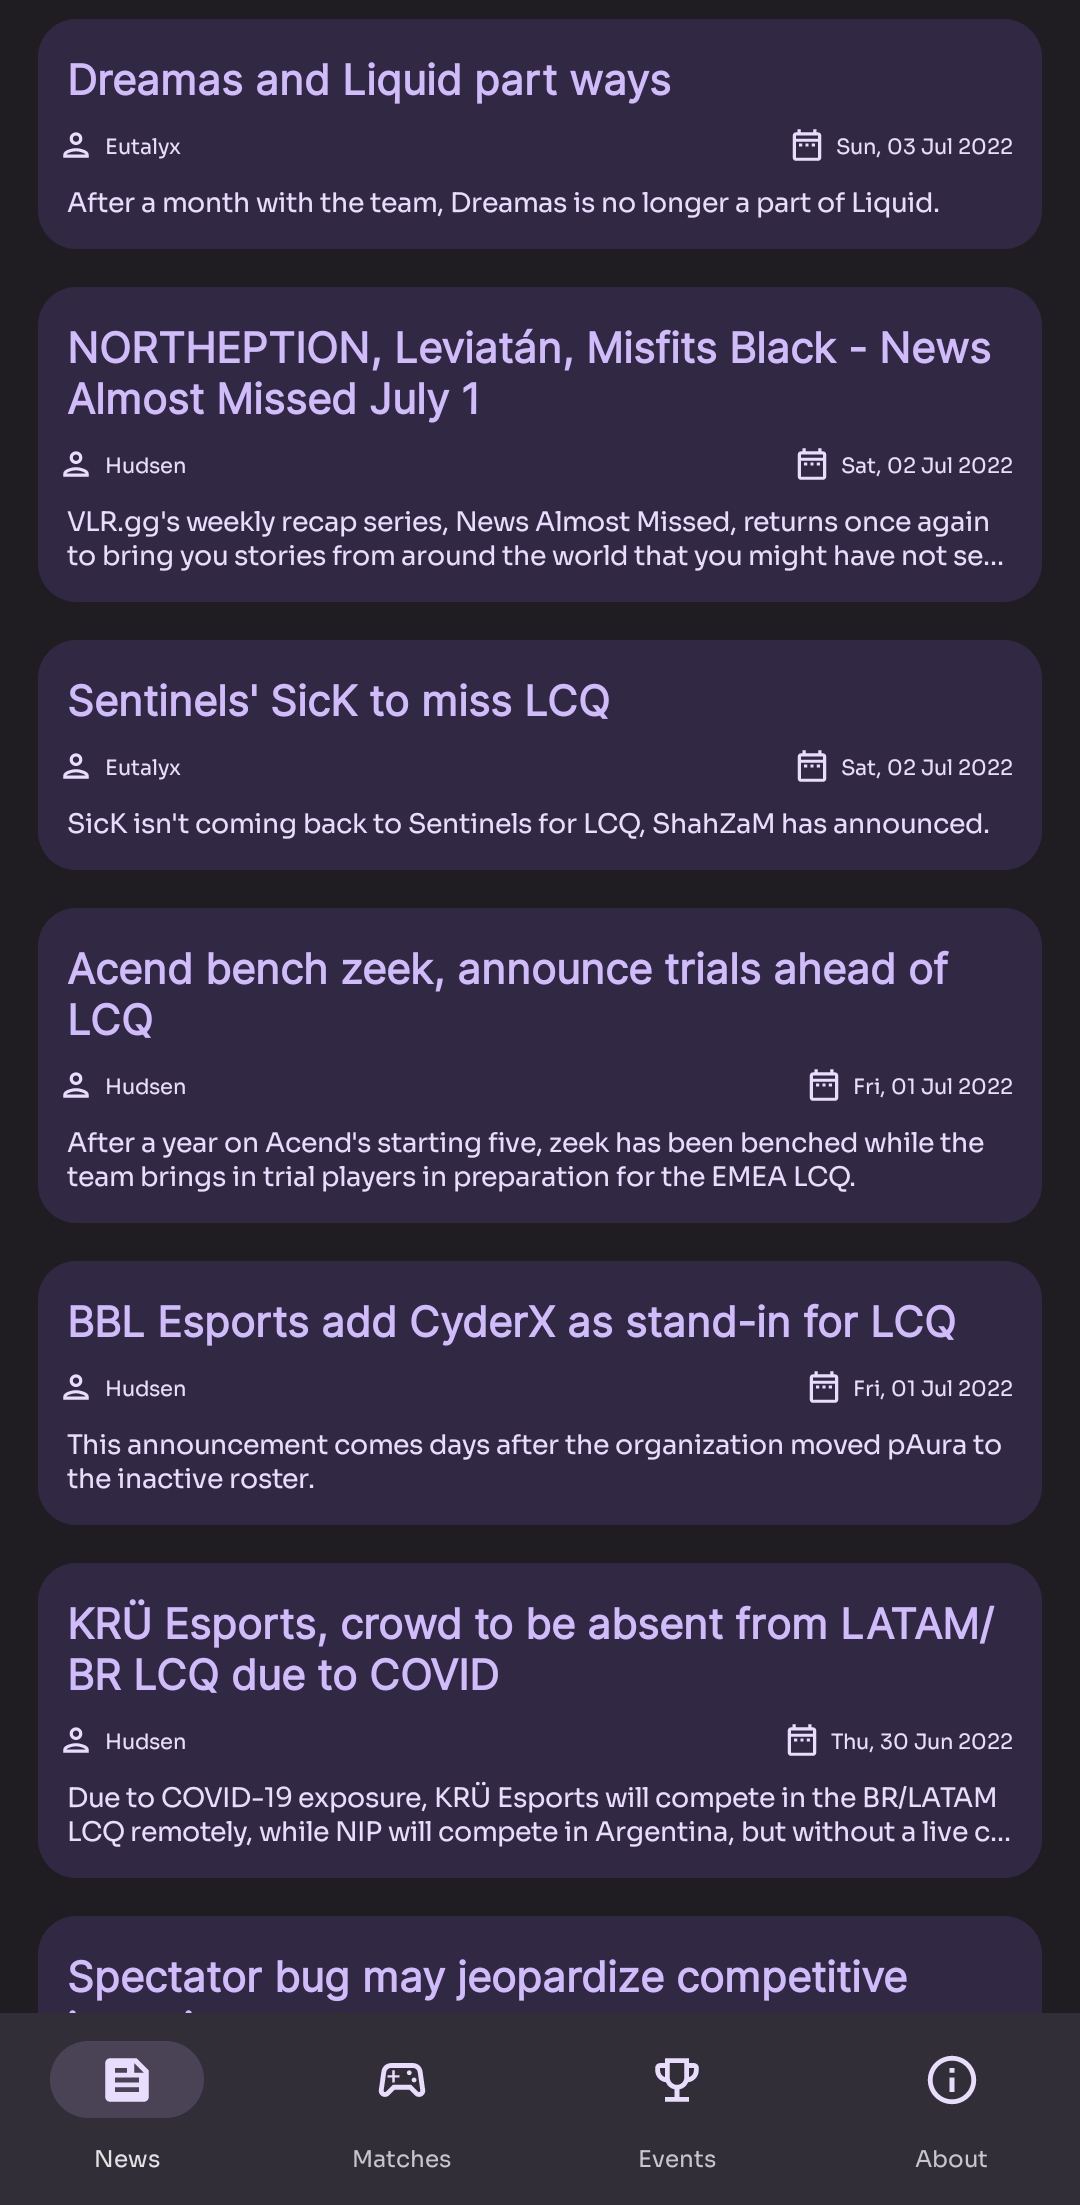 Dreamas and Liquid part ways
Eutalyx
Sun, 03 Jul 2022
After a month with the team, Dreamas is no longer a part of Liquid.
NORTHEPTION, Leviatán, Misfits Black - News
Almost Missed July 1
Hudsen
Sat, 02 Jul 2022
VLR.gg's weekly recap series, News Almost Missed, returns once again
to bring you stories from around the world that you might have not se...
Sentinels' SicK to miss LCQ
Eutalyx
Sat, 02 Jul 2022
SicK isn't coming back to Sentinels for LCQ, ShahZaM has announced.
Acend bench zeek, announce trials ahead of
LCQ
Hudsen
Fri, 01 Jul 2022
After a year on Acend's starting five, zeek has been benched while the
team brings in trial players in preparation for the EMEA LCQ.
BBL Esports add CyderX as stand-in for LCQ
Hudsen
Fri, 01 Jul 2022
This announcement comes days after the organization moved pAura to
the inactive roster.
KRÜ Esports, crowd to be absent from LATAM/
BR LCQ due to COVID
Hudsen
Thu, 30 Jun 2022
Due to COVID-19 exposure, KRÜ Esports will compete in the BR/LATAM
LCQ remotely, while NIP will compete in Argentina, but without a live c...
Spectator bug may jeopardize competitive
News
Matches
Events
About